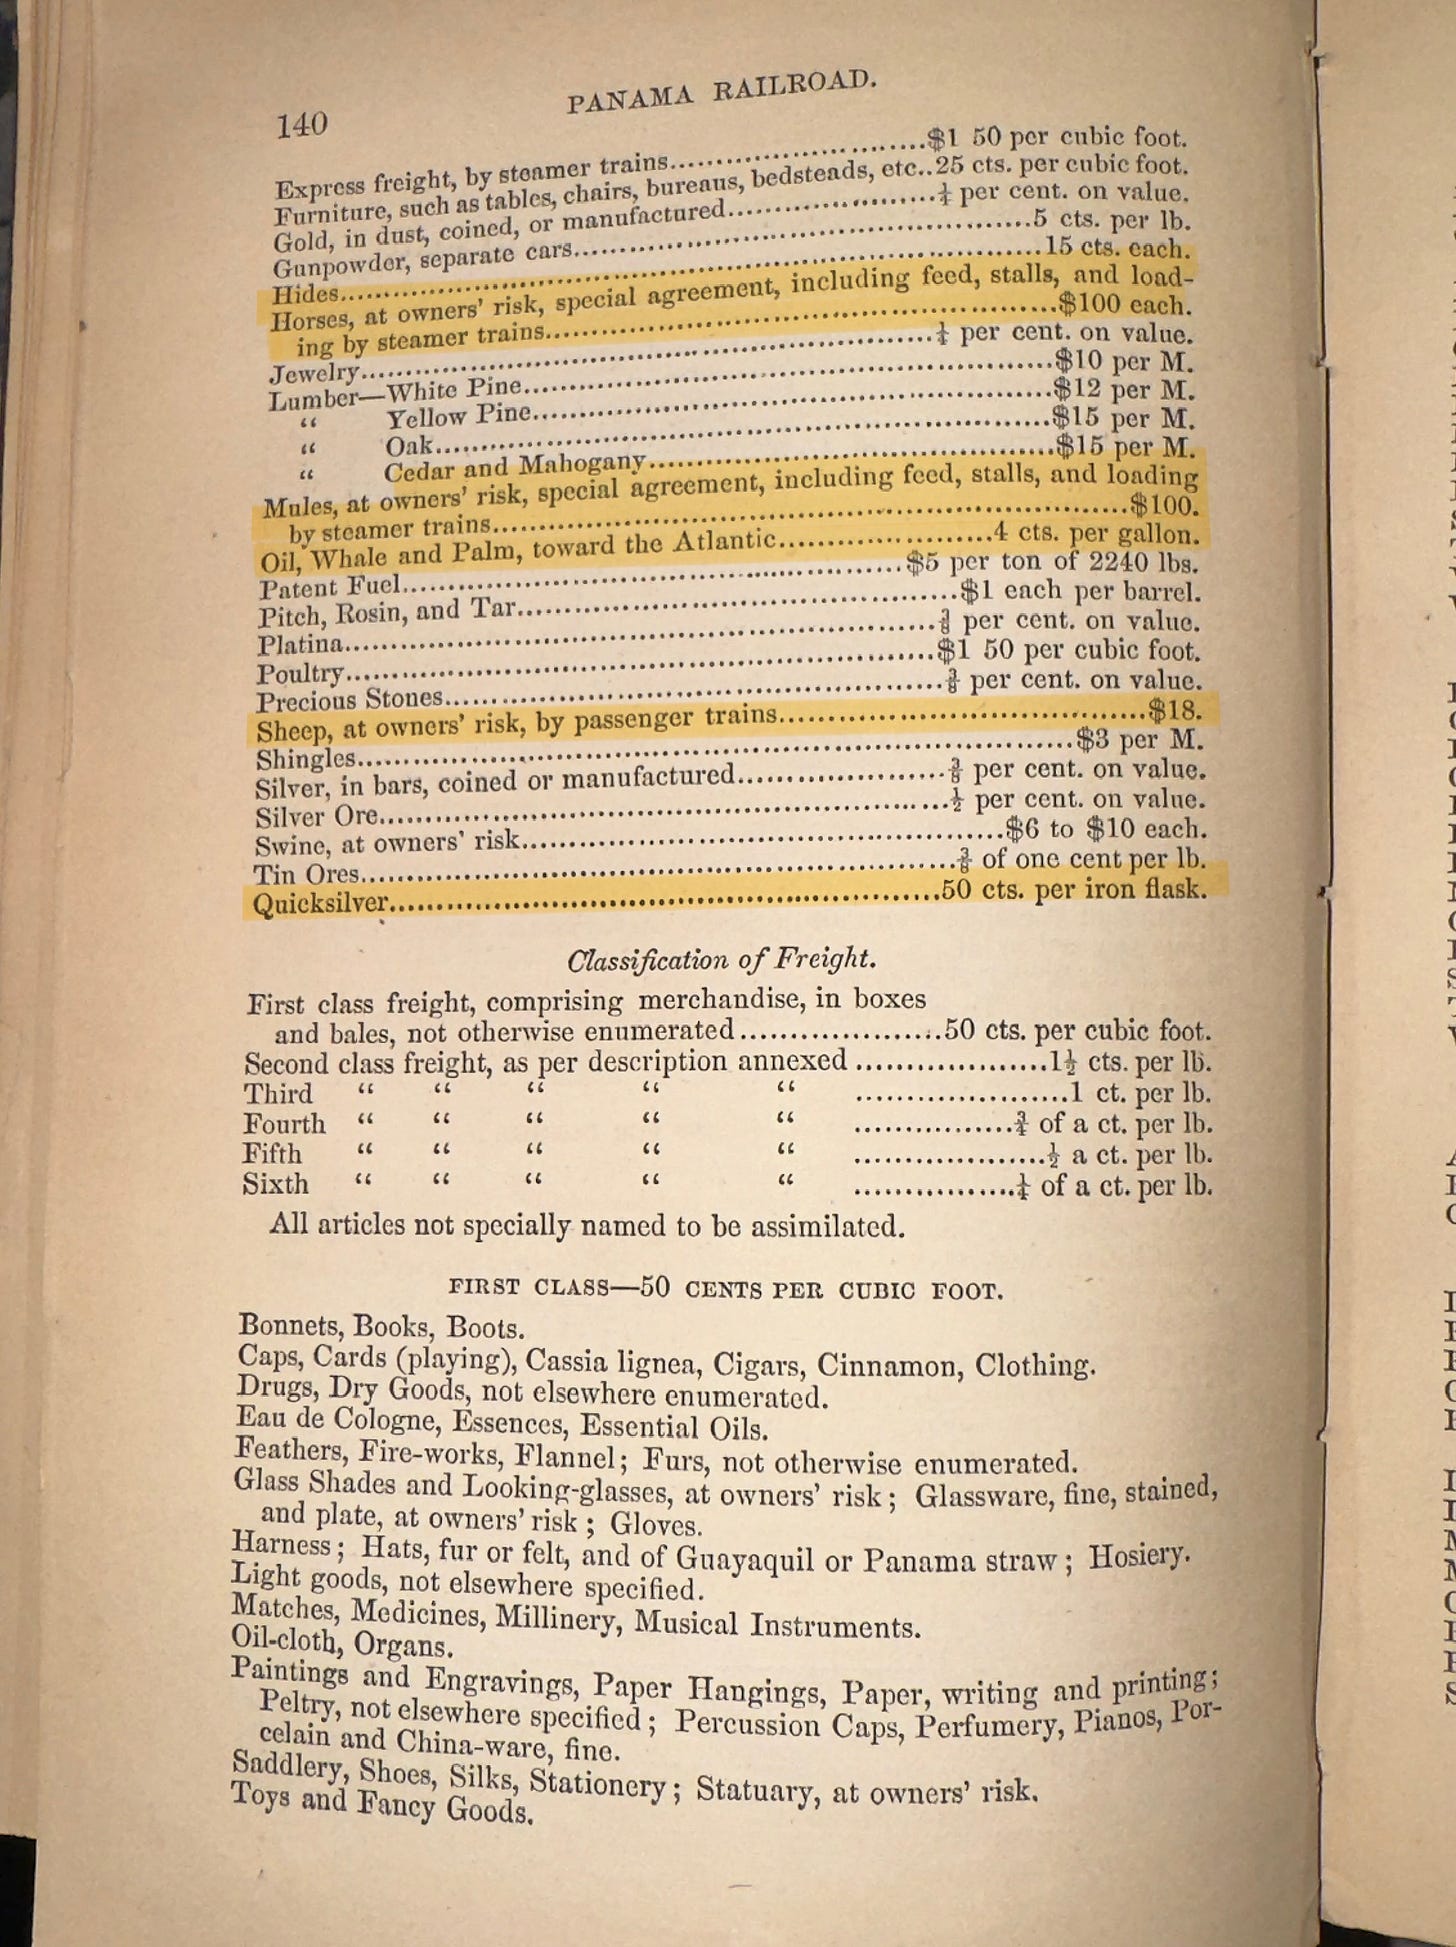 140
PANAMA RAILROAD.
Express freight, by steamer trains..........................$1 50 per cubic foot.
Furniture, such as tables, chairs, bureaus, bedsteads, etc..25 cts. per cubic foot.
Gold, in dust, coined, or manufactured.....................¼ per cent. on value.
Gunpowder, separate cars.............................................5 cts. per lb.
Hides......................................................................15 cts. each.
Horses, at owners' risk, special agreement, including feed, stalls, and load-
ing by steamer trains..................................................$100 each.
Jewelry.........................................................¼ per cent. on value.
Lumber—White Pine.....................................................$10 per M.
“ Yellow Pine....................................................$12 per M.
“ Oak..............................................................$15 per M.
“ Cedar and Mahogany........................................$15 per M.
Mules, at owners' risk, special agreement, including feed, stalls, and loading
by steamer trains................................................................$100.
Oil, Whale and Palm, toward the Atlantic......................4 cts. per gallon.
Patent Fuel..................................................$5 per ton of 2240 lbs.
Pitch, Rosin, and Tar............................................$1 each per barrel.
Platina...........................................................⅜ per cent. on value.
Poultry..........................................................$1 50 per cubic foot.
Precious Stones.................................................⅜ per cent. on value.
Sheep, at owners' risk, by passenger trains.....................................$18.
Shingles.....................................................................$3 per M.
Silver, in bars, coined or manufactured......................⅜ per cent. on value.
Silver Ore........................................................½ per cent. on value.
Swine, at owners' risk................................................$6 to $10 each.
Tin Ores..........................................................⅜ of one cent per lb.
Quicksilver.......................................................50 cts. per iron flask.
Classification of Freight.
First class freight, comprising merchandise, in boxes
and bales, not otherwise enumerated.....................50 cts. per cubic foot.
Second class freight, as per description annexed ...................1½ cts. per lb.
Third “ “ “ “ “ ......................1 ct. per lb.
Fourth “ “ “ “ “ ................¾ of a ct. per lb.
Fifth “ “ “ “ “ ...................½ a ct. per lb.
Sixth “ “ “ “ “ ................¼ of a ct. per lb.
All articles not specially named to be assimilated.
FIRST CLASS—50 CENTS PER CUBIC FOOT.
Bonnets, Books, Boots.
Caps, Cards (playing), Cassia lignea, Cigars, Cinnamon, Clothing.
Drugs, Dry Goods, not elsewhere enumerated.
Eau de Cologne, Essences, Essential Oils.
Feathers, Fire-works, Flannel; Furs, not otherwise enumerated.
Glass Shades and Looking-glasses, at owners' risk; Glassware, fine, stained,
and plate, at owners' risk; Gloves.
Harness; Hats, fur or felt, and of Guayaquil or Panama straw; Hosiery.
Light goods, not elsewhere specified.
Matches, Medicines, Millinery, Musical Instruments.
Oil-cloth, Organs.
Paintings and Engravings, Paper Hangings, Paper, writing and printing;
Peltry, not elsewhere specified; Percussion Caps, Perfumery, Pianos, Por-
celain and China-ware, fine.
Saddlery, Shoes, Silks, Stationery; Statuary, at owners' risk.
Toys and Fancy Goods.